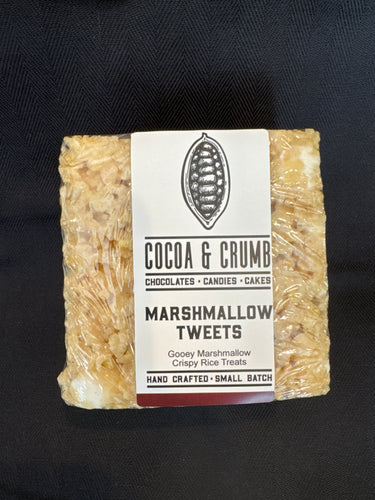 COCOA & CRUMB
CHOCOLATES • CANDIES • CAKES
MARSHMALLOW
TWEETS
Gooey Marshmallow
Crispy Rice Treats
HAND CRAFTED • SMALL BATCH